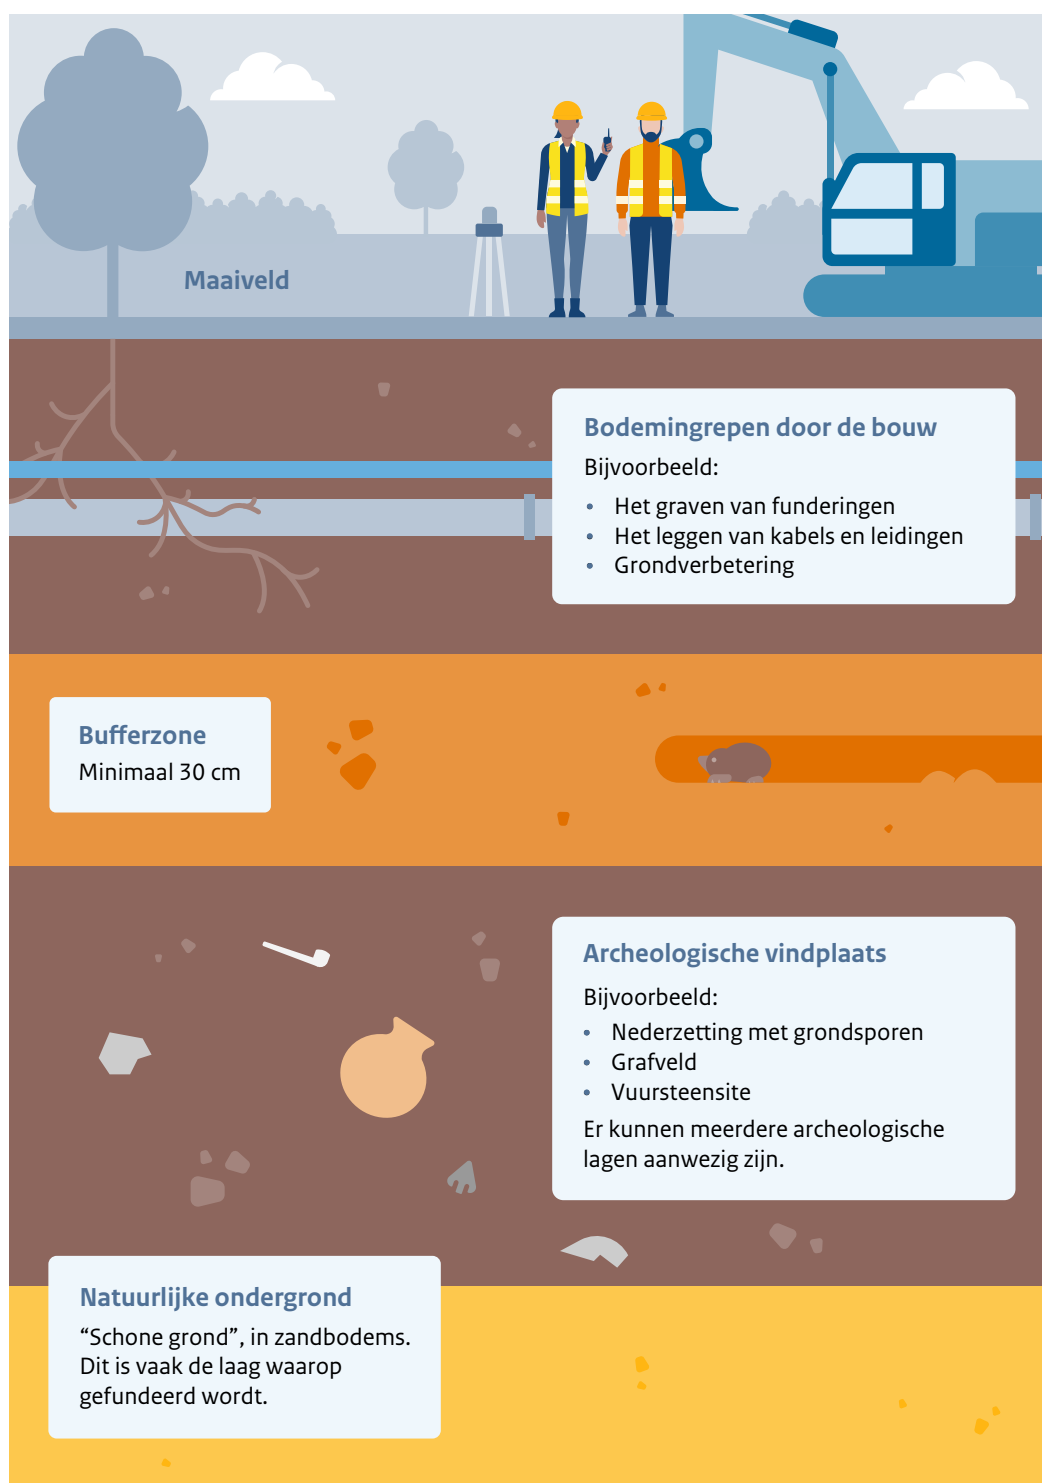 Maaiveld
Bodemingrepen door de bouw
Bijvoorbeeld:
• Het graven van funderingen
• Het leggen van kabels en leidingen
• Grondverbetering
Bufferzone
Minimaal 30 cm
Archeologische vindplaats
Bijvoorbeeld:
• Nederzetting met grondsporen
• Grafveld
• Vuursteensite
Er kunnen meerdere archeologische
lagen aanwezig zijn.
Natuurlijke ondergrond
“Schone grond”, in zandbodems.
Dit is vaak de laag waarop
gefundeerd wordt.